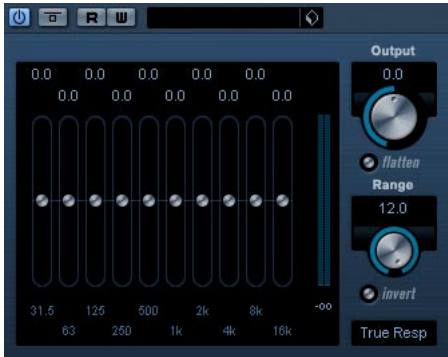 R W
Output
0.0 0.0 0.0 0.0 0.0 0.0
0.0 0.0 0.0 0.0 0.0
flatten
Range
12.0
invert
31.5 125 500 2k 8k -oo
63 250 1k 4k 16k
True Resp